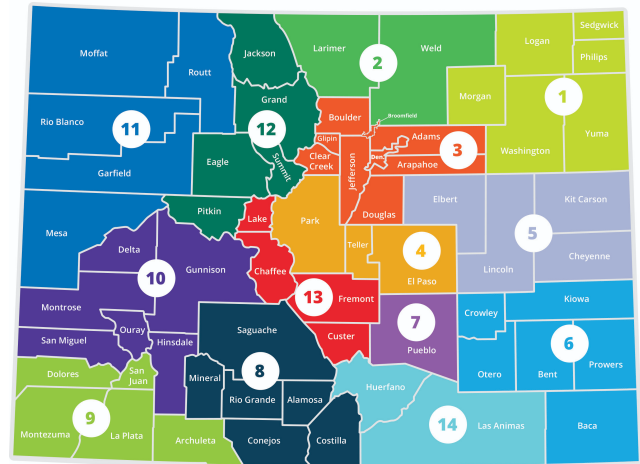 Moffat
Routt
Jackson
Larimer
2
Weld
Logan
Sedgwick
Philips
Morgan
1
Washington
Yuma
Rio Blanco
11
Garfield
Grand
12
Eagle
Summit
Boulder
Broomfield
Glipin
Clear
Creek
Jefferson
Adams
3
Den.
Arapahoe
Douglas
Elbert
Kit Carson
5
Lincoln
Cheyenne
Pitkin
Lake
Park
Teller
4
El Paso
Mesa
Delta
10
Gunnison
Chaffee
13
Fremont
Custer
7
Pueblo
Crowley
Kiowa
6
Otero
Bent
Prowers
Montrose
Ouray
San Miguel
Hinsdale
Saguache
8
Mineral
Rio Grande
Alamosa
Conejos
Costilla
Dolores
San
Juan
9
Montezuma
La Plata
Archuleta
Huerfano
14
Las Animas
Baca